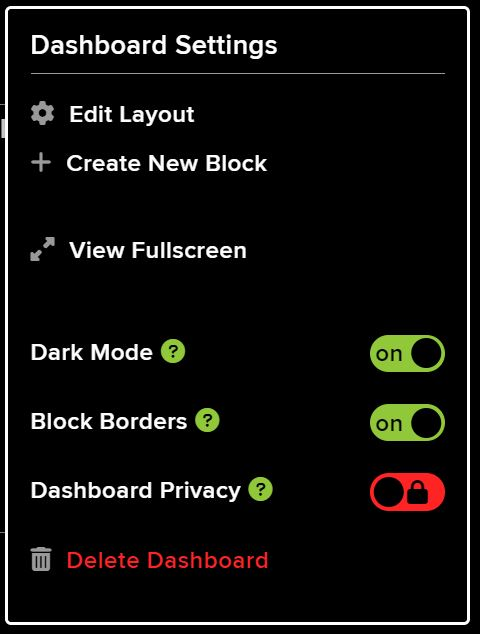 Dashboard Settings
Edit Layout
Create New Block
View Fullscreen
Dark Mode ? on
Block Borders ? on
Dashboard Privacy ?
Delete Dashboard